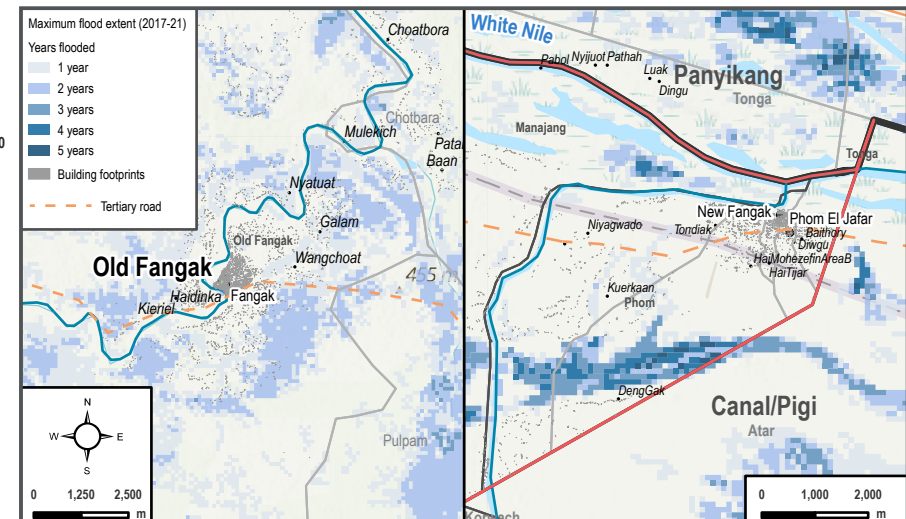 Maximum flood extent (2017-21)
Years flooded
1 year
2 years
3 years
4 years
5 years
Building footprints
Tertiary road
Choatbora
Chotbara
Mulekich
Baan
Nyatuat
Galam
Old Fangak
Wangchoat
Old Fangak
455
Haidinka
Fangak
Kieriel
Pulpam
N
W
E
S
0 1,250 2,500
m
White Nile
Pabol
Nyijuot
Pathah
Luak
Dingu
Panyikang
Tonga
Manajang
Tonga
New Fangak
Phom El Jafar
Niyagwado
Tondiak
Baithdry
Diwgu
HaiMohezefinAreaB
HaiTijar
Kuerkaan
Phom
DengGak
Canal/Pigi
Atar
0 1,000 2,000
m